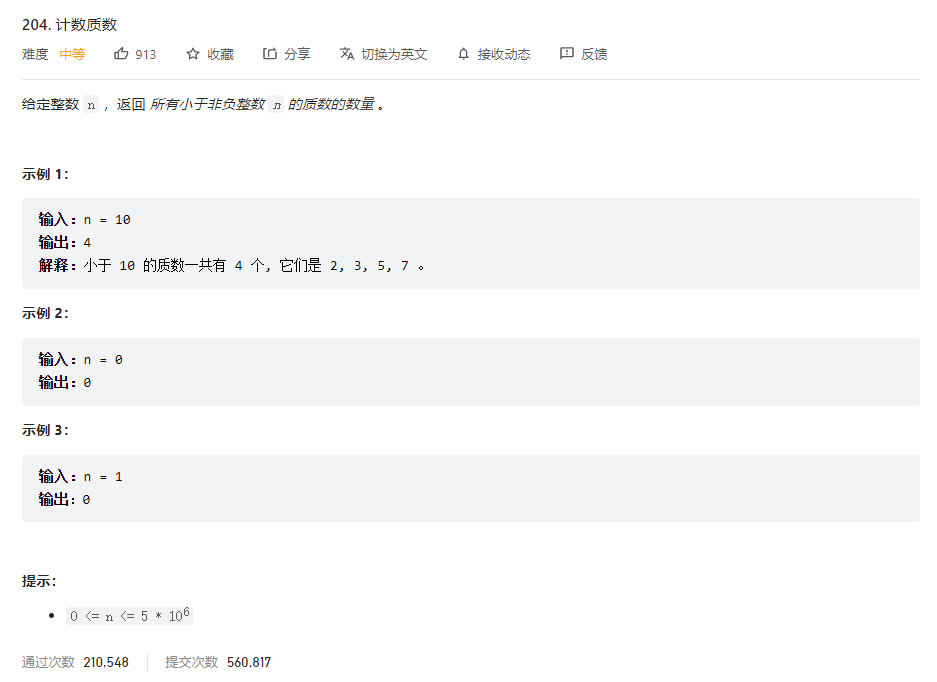 204. 计数质数
难度 中等 913 收藏 分享 切换为英文 接收动态 反馈
给定整数 n ，返回 所有小于非负整数 n 的质数的数量 。
示例 1：
输入：n = 10
输出：4
解释：小于 10 的质数一共有 4 个, 它们是 2, 3, 5, 7 。
示例 2：
输入：n = 0
输出：0
示例 3：
输入：n = 1
输出：0
提示：
• 0 <= n <= 5 * 10⁶
通过次数 210,548 提交次数 560,817